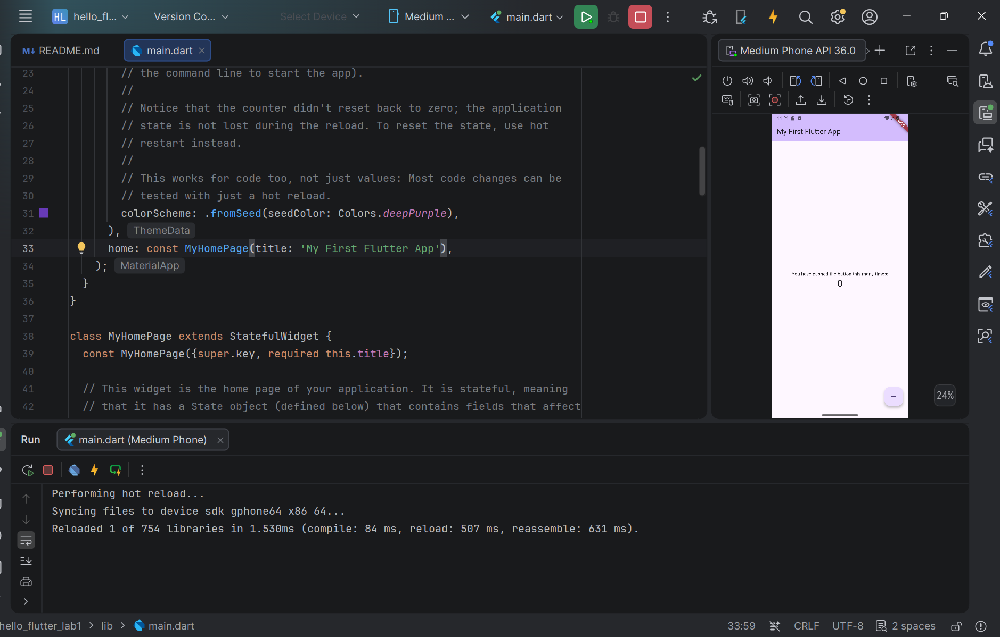 HL hello_fl... Version Co... Select Device Medium ... main.dart
M↓ README.md main.dart
23 // the command line to start the app).
24 //
25 // Notice that the counter didn't reset back to zero; the application
26 // state is not lost during the reload. To reset the state, use hot
27 // restart instead.
28 //
29 // This works for code too, not just values: Most code changes can be
30 // tested with just a hot reload.
31 colorScheme: .fromSeed(seedColor: Colors.deepPurple),
32 ), ThemeData
33 home: const MyHomePage(title: 'My First Flutter App'),
34 ); MaterialApp
35 }
36 }
37
38 class MyHomePage extends StatefulWidget {
39 const MyHomePage({super.key, required this.title});
40
41 // This widget is the home page of your application. It is stateful, meaning
42 // that it has a State object (defined below) that contains fields that affect
Medium Phone API 36.0
11:21
My First Flutter App
You have pushed the button this many times:
0
+
24%
Run main.dart (Medium Phone)
Performing hot reload...
Syncing files to device sdk gphone64 x86 64...
Reloaded 1 of 754 libraries in 1.530ms (compile: 84 ms, reload: 507 ms, reassemble: 631 ms).
hello_flutter_lab1 > lib > main.dart 33:59 CRLF UTF-8 2 spaces